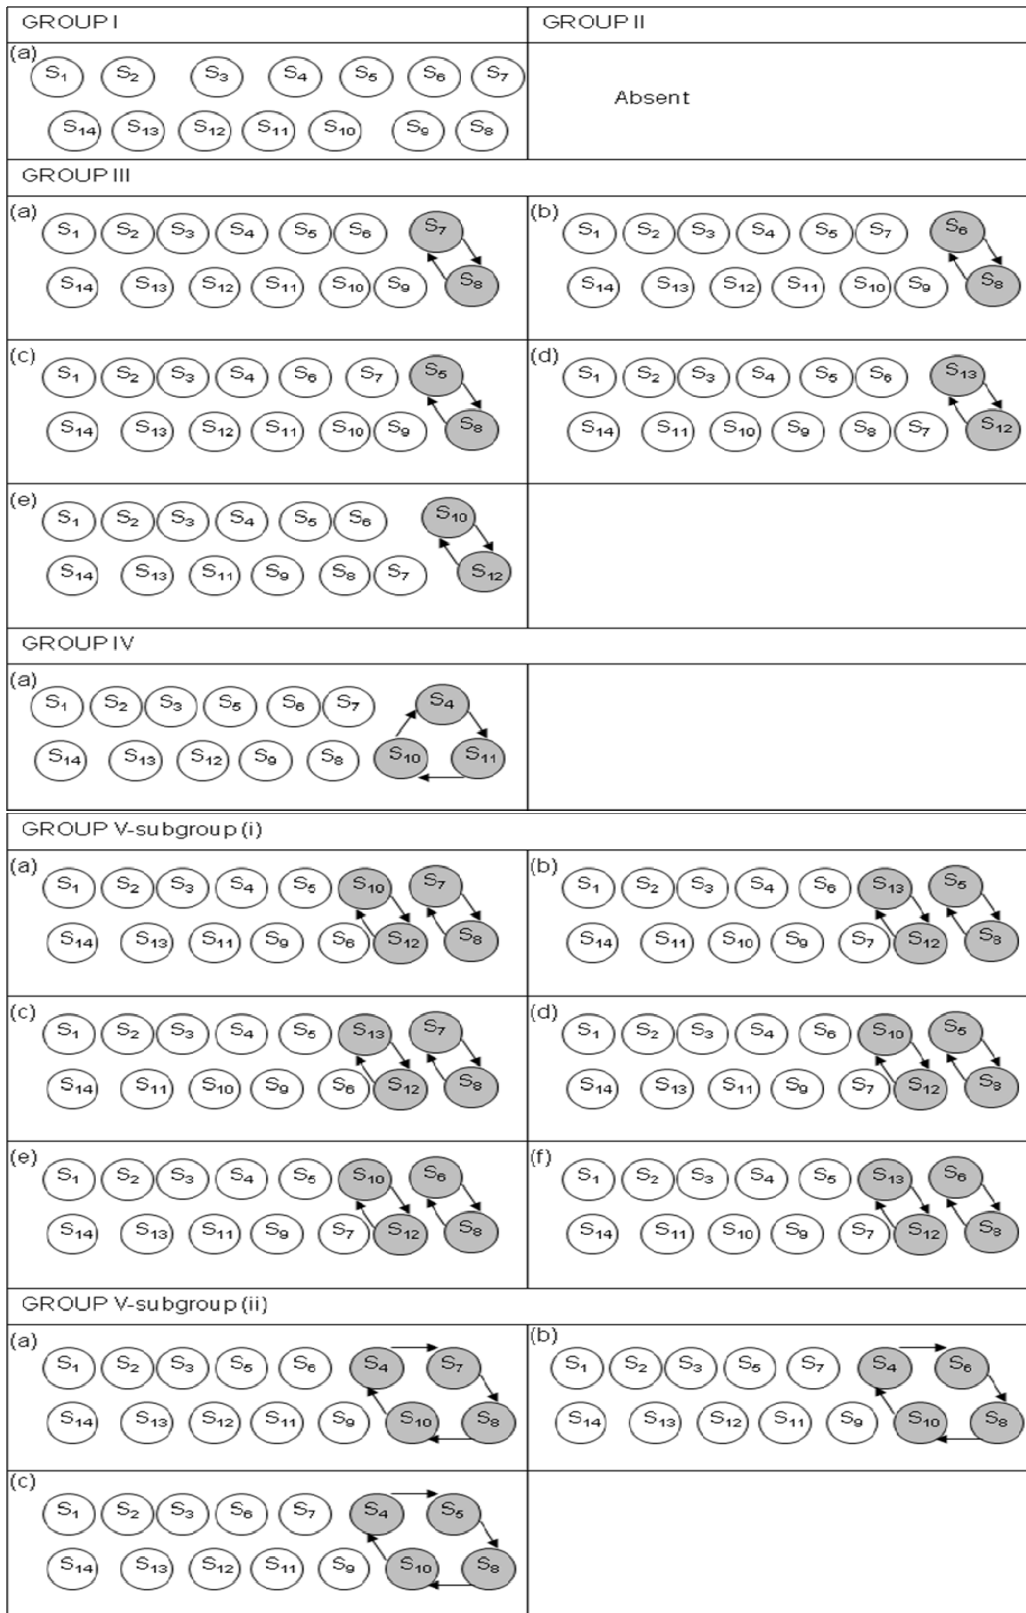 GROUP I GROUP II
(a)
S1 S2 S3 S4 S5 S6 S7
Absent
S14 S13 S12 S11 S10 S9 S8
GROUP III
(a) S1 S2 S3 S4 S5 S6 S7
S14 S13 S12 S11 S10 S9 S8
(b) S1 S2 S3 S4 S5 S7 S6
S14 S13 S12 S11 S10 S9 S8
(c) S1 S2 S3 S4 S6 S7 S5
S14 S13 S12 S11 S10 S9 S8
(d) S1 S2 S3 S4 S5 S6 S13
S14 S11 S10 S9 S8 S7 S12
(e) S1 S2 S3 S4 S5 S6 S10
S14 S13 S11 S9 S8 S7 S12
GROUP IV
(a) S1 S2 S3 S5 S6 S7 S4
S14 S13 S12 S9 S8 S10 S11
GROUP V-subgroup (i)
(a) S1 S2 S3 S4 S5 S10 S7
S14 S13 S11 S9 S6 S12 S8
(b) S1 S2 S3 S4 S6 S13 S5
S14 S11 S10 S9 S7 S12 S8
(c) S1 S2 S3 S4 S5 S13 S7
S14 S11 S10 S9 S6 S12 S8
(d) S1 S2 S3 S4 S6 S10 S5
S14 S13 S11 S9 S7 S12 S8
(e) S1 S2 S3 S4 S5 S10 S6
S14 S13 S11 S9 S7 S12 S8
(f) S1 S2 S3 S4 S5 S13 S6
S14 S11 S10 S9 S7 S12 S8
GROUP V-subgroup (ii)
(a) S1 S2 S3 S5 S6 S4 S7
S14 S13 S12 S11 S9 S10 S8
(b) S1 S2 S3 S5 S7 S4 S6
S14 S13 S12 S11 S9 S10 S8
(c) S1 S2 S3 S6 S7 S4 S5
S14 S13 S12 S11 S9 S10 S8